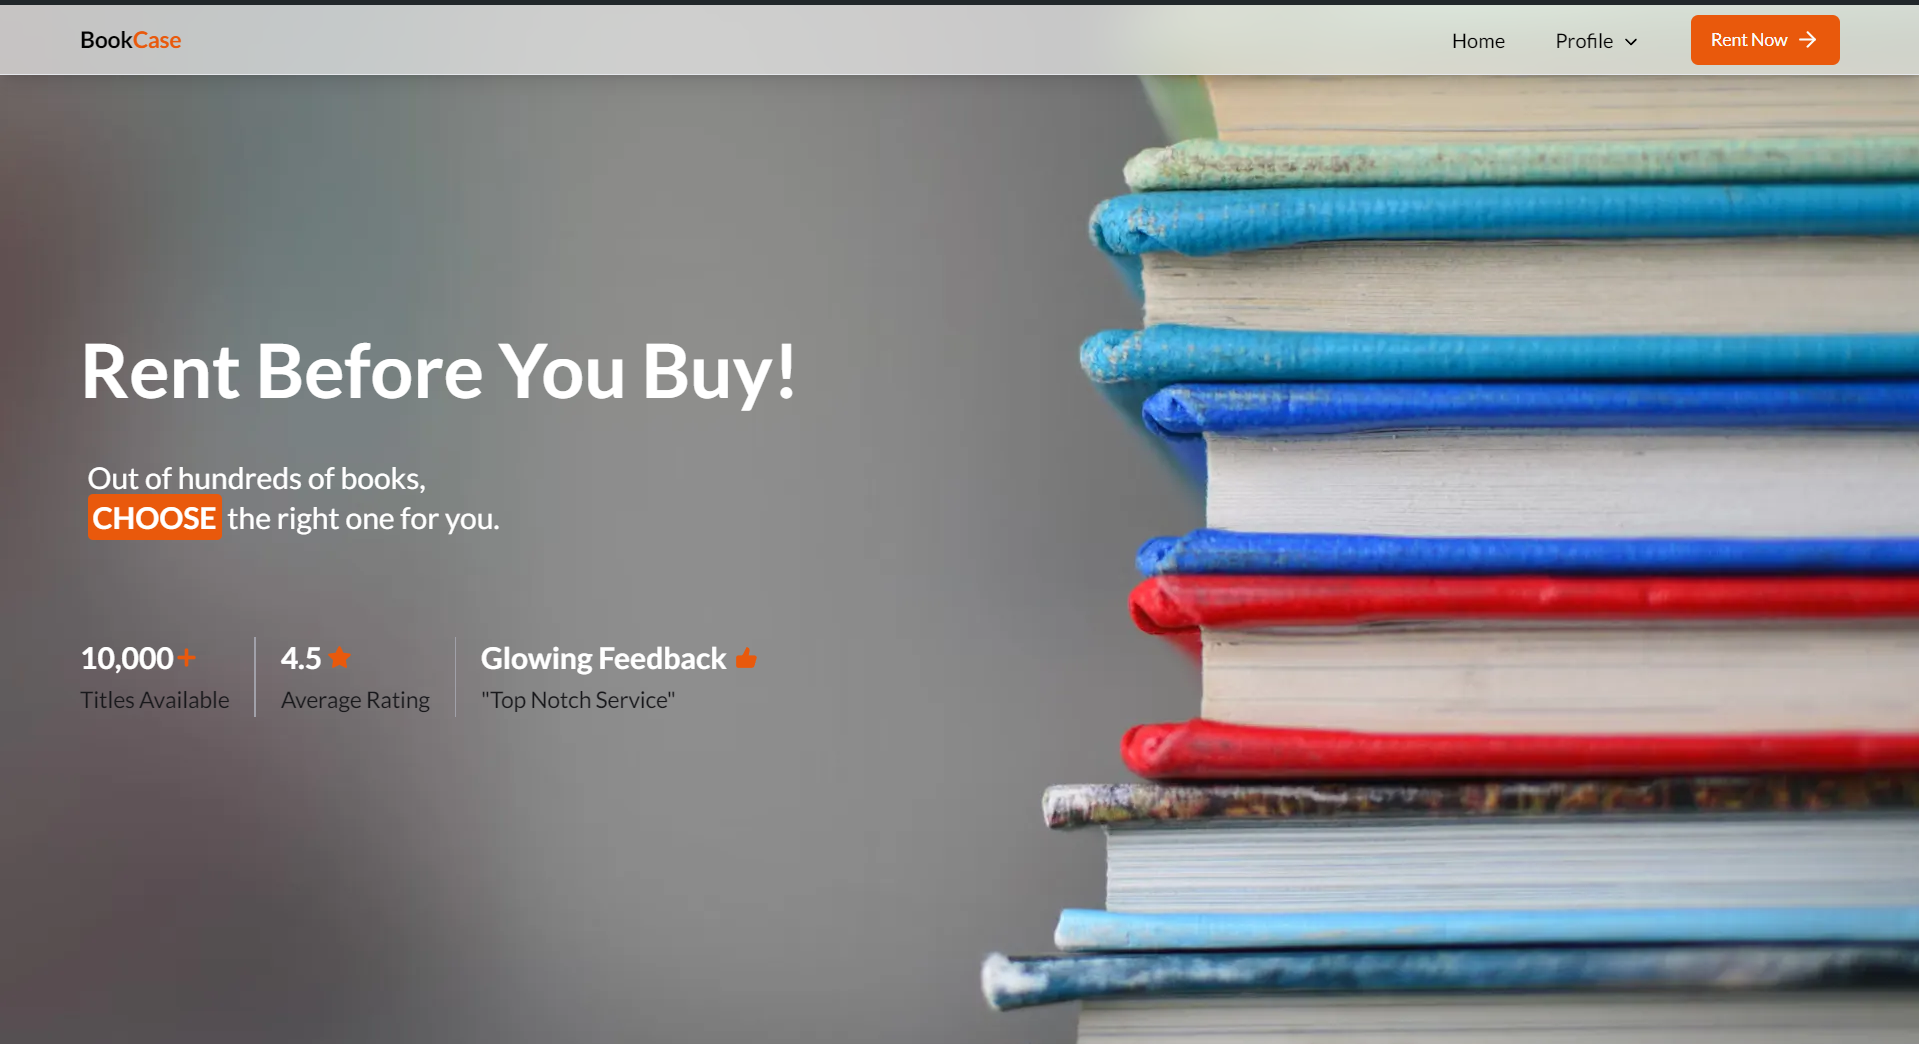 BookCase
Home
Profile
Rent Now
Rent Before You Buy!
Out of hundreds of books,
CHOOSE the right one for you.
10,000+
Titles Available
4.5
Average Rating
Glowing Feedback
"Top Notch Service"